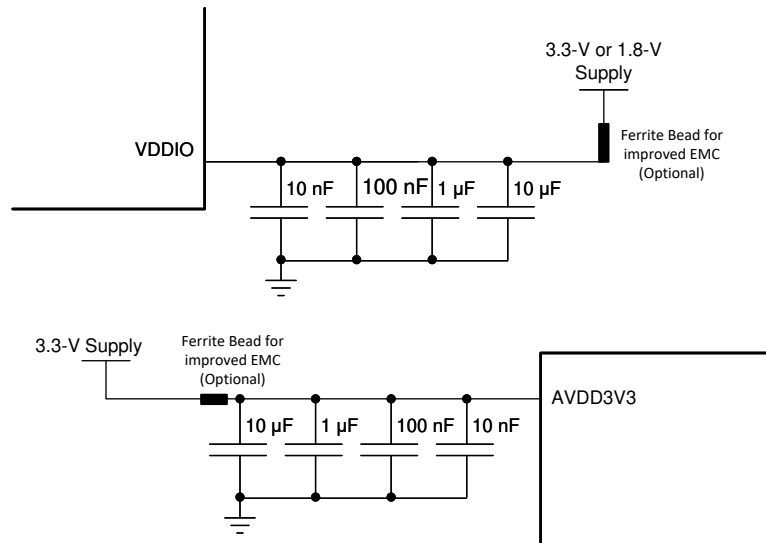 3.3-V or 1.8-V
Supply
VDDIO
Ferrite Bead for
improved EMC
(Optional)
10 nF
100 nF
1 µF
10 µF
3.3-V Supply
Ferrite Bead for
improved EMC
(Optional)
AVDD3V3
10 µF
1 µF
100 nF
10 nF